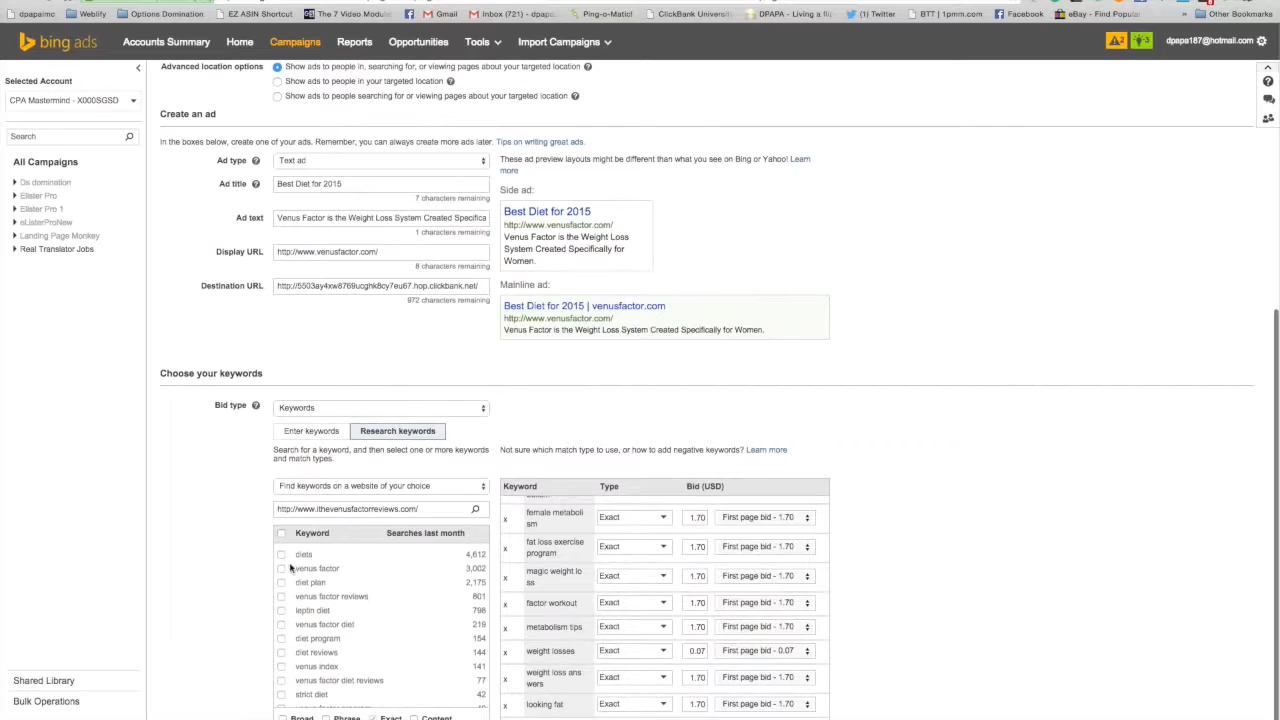 dpapimc
Wordify
Other Domination
EZ ASIN Shortcut
The 7 Video
Gmail
Inbox (21) - dpapa
Ping-o-Matic!
ClickBank Universit
DPAPA - Living
(1) Twitter
BTT | 1pmm.com
Facebook
eBay - Find Popular
»
Other Bookmarks
bing ads
Accounts Summary
Home
Campaigns
Reports
Opportunities
Tools
Import Campaigns
2
3
dpapa187@hotmail.com
Selected Account
CPA Mastermind - X000SGSD
Search
All Campaigns
Ds domination
Elister Pro
Elister Pro 1
eListerProNew
Landing Page Monkey
Real Translator Jobs
Shared Library
Bulk Operations
Advanced location options
Show ads to people in, searching for, or viewing pages about your targeted location
Show ads to people in your targeted location
Show ads to people searching for or viewing pages about your targeted location
Create an ad
In the boxes below, create one of your ads. Remember, you can always create more ads later. Tips on writing great ads.
Ad type
Text ad
Ad title
Best Diet for 2015
7 characters remaining
Ad text
Venus Factor is the Weight Loss System Created Specifica
1 characters remaining
Display URL
http://www.venusfactor.com/
8 characters remaining
Destination URL
http://5503ay4xw8769ucghk8cy7eu67.hop.clickbank.net/
972 characters remaining
These ad preview layouts might be different than what you see on Bing or Yahoo! Learn
more
Side ad:
Best Diet for 2015
http://www.venusfactor.com/
Venus Factor is the Weight Loss
System Created Specifically for
Women.
Mainline ad:
Best Diet for 2015 | venusfactor.com
http://www.venusfactor.com/
Venus Factor is the Weight Loss System Created Specifically for Women.
Choose your keywords
Bid type
Keywords
Enter keywords
Research keywords
Search for a keyword, and then select one or more keywords
and match types.
Not sure which match type to use, or how to add negative keywords? Learn more
Find keywords on a website of your choice
http://www.ithevenusfactorreviews.com/
Keyword Searches last month
diets 4,612
venus factor 3,002
diet plan 2,175
venus factor reviews 801
leptin diet 798
venus factor diet 219
diet program 154
diet reviews 144
venus index 141
venus factor diet reviews 77
strict diet 42
Broad Phrase Exact Content
Keyword Type Bid (USD)
x female metaboli
sm Exact 1.70 First page bid - 1.70
x fat loss exercise
program Exact 1.70 First page bid - 1.70
x magic weight lo
ss Exact 1.70 First page bid - 1.70
x factor workout Exact 1.70 First page bid - 1.70
x metabolism tips Exact 1.70 First page bid - 1.70
x weight losses Exact 0.07 First page bid - 0.07
x weight loss ans
wers Exact 1.70 First page bid - 1.70
x looking fat Exact 1.70 First page bid - 1.70